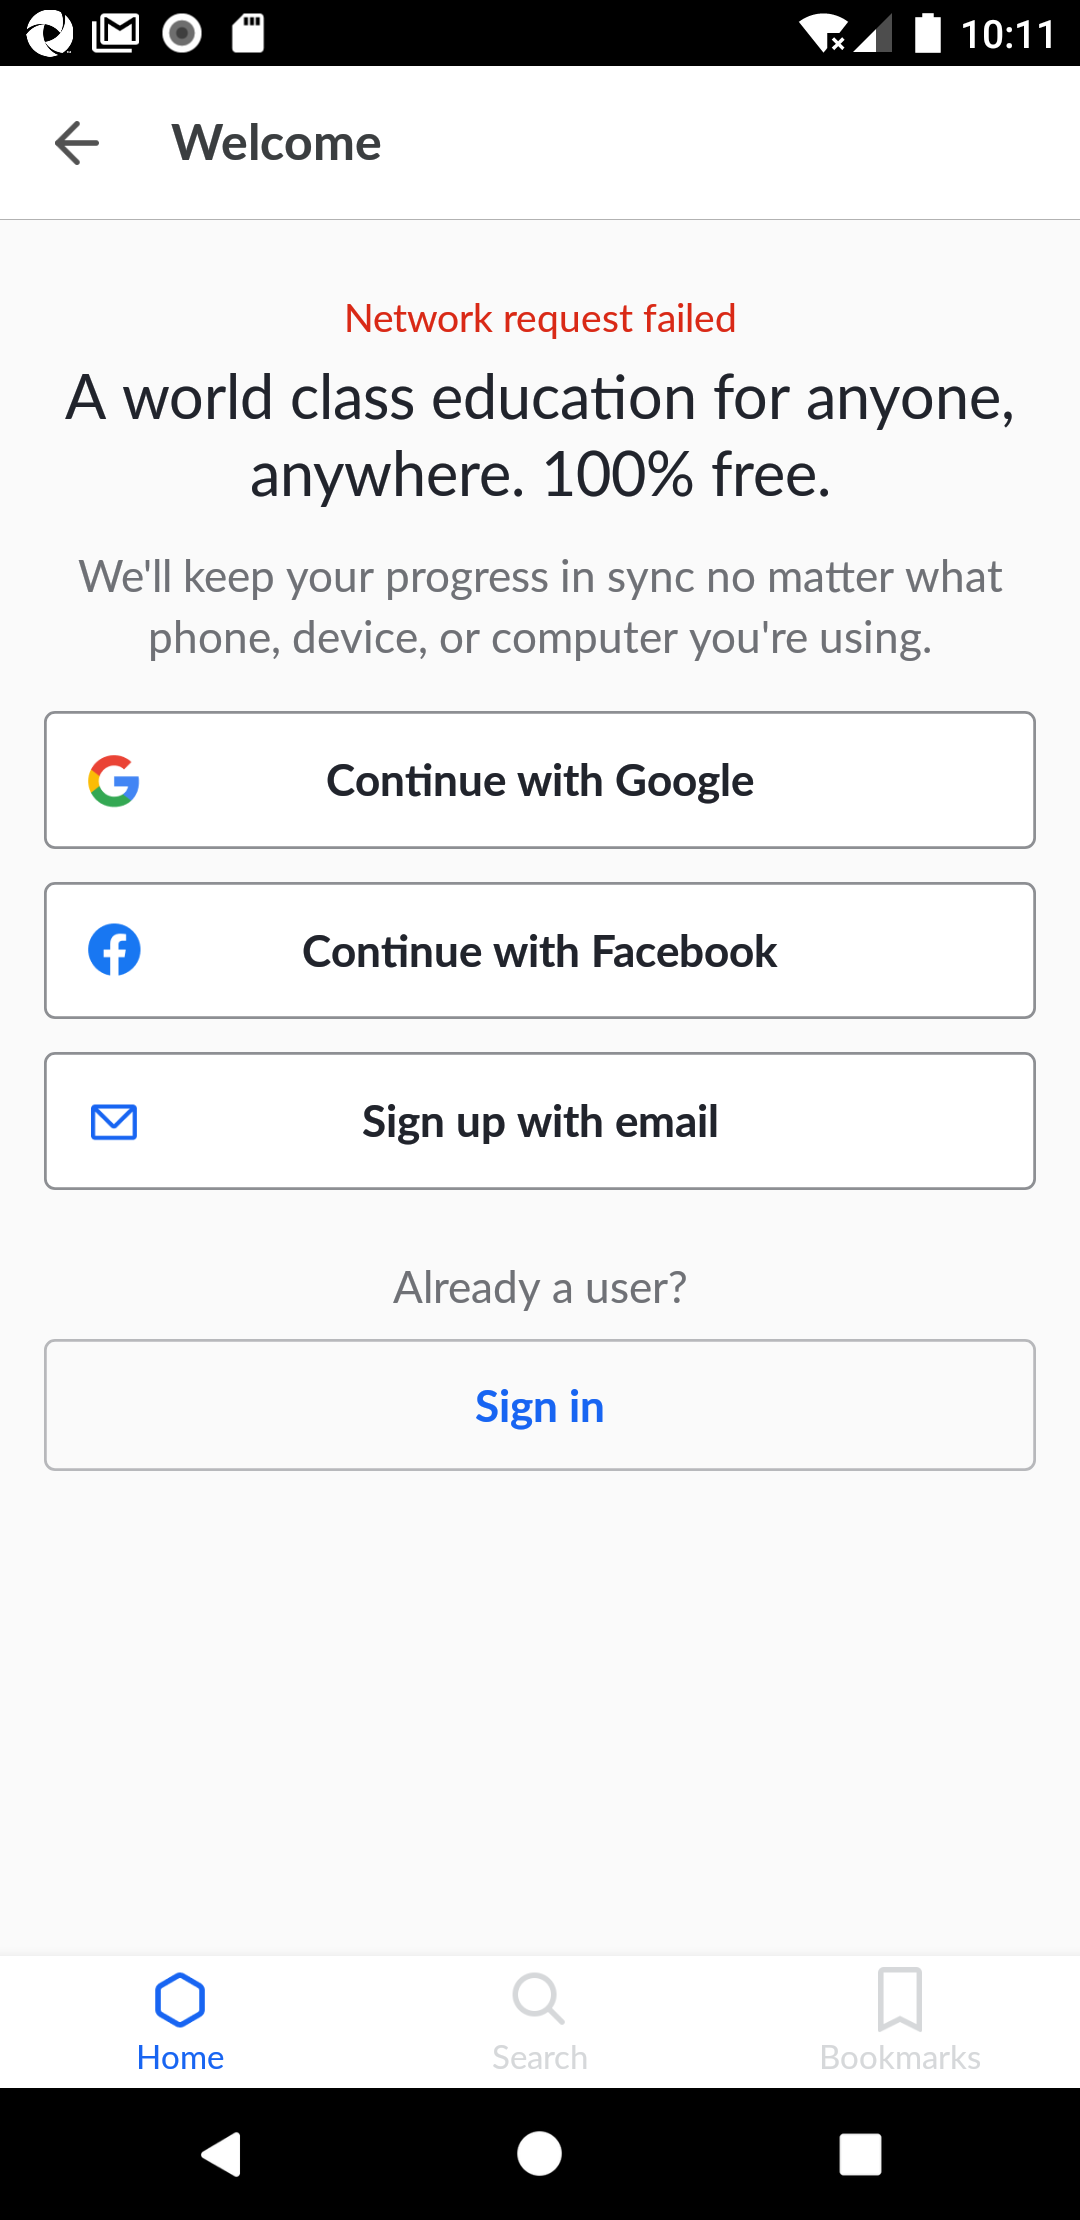 10:11
Welcome
Network request failed
A world class education for anyone,
anywhere. 100% free.
We'll keep your progress in sync no matter what
phone, device, or computer you're using.
Continue with Google
Continue with Facebook
Sign up with email
Already a user?
Sign in
Home
Search
Bookmarks